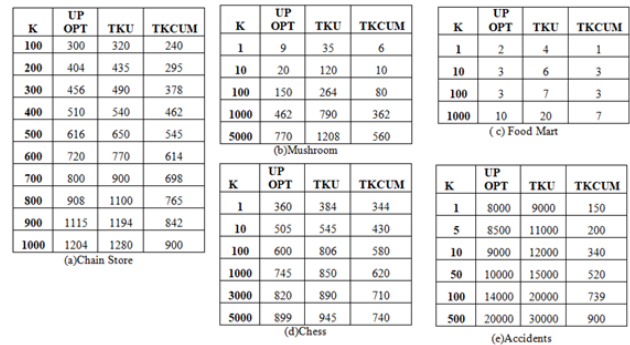 K UP OPT TKU TKCUM
100 300 320 240
200 404 435 295
300 456 490 378
400 510 540 462
500 616 650 545
600 720 770 614
700 800 900 698
800 908 1100 765
900 1115 1194 842
1000 1204 1280 900
(a)Chain Store
K UP OPT TKU TKCUM
1 9 35 6
10 20 120 10
100 150 264 80
1000 462 790 362
5000 770 1208 560
(b)Mushroom
K UP OPT TKU TKCUM
1 2 4 1
10 3 6 3
100 3 7 3
1000 10 20 7
( c) Food Mart
K UP OPT TKU TKCUM
1 360 384 344
10 505 545 430
100 600 806 580
1000 745 850 620
3000 820 890 710
5000 899 945 740
(d)Chess
K UP OPT TKU TKCUM
1 8000 9000 150
5 8500 11000 200
10 9000 12000 340
50 10000 15000 520
100 14000 20000 739
500 20000 30000 900
(e)Accidents